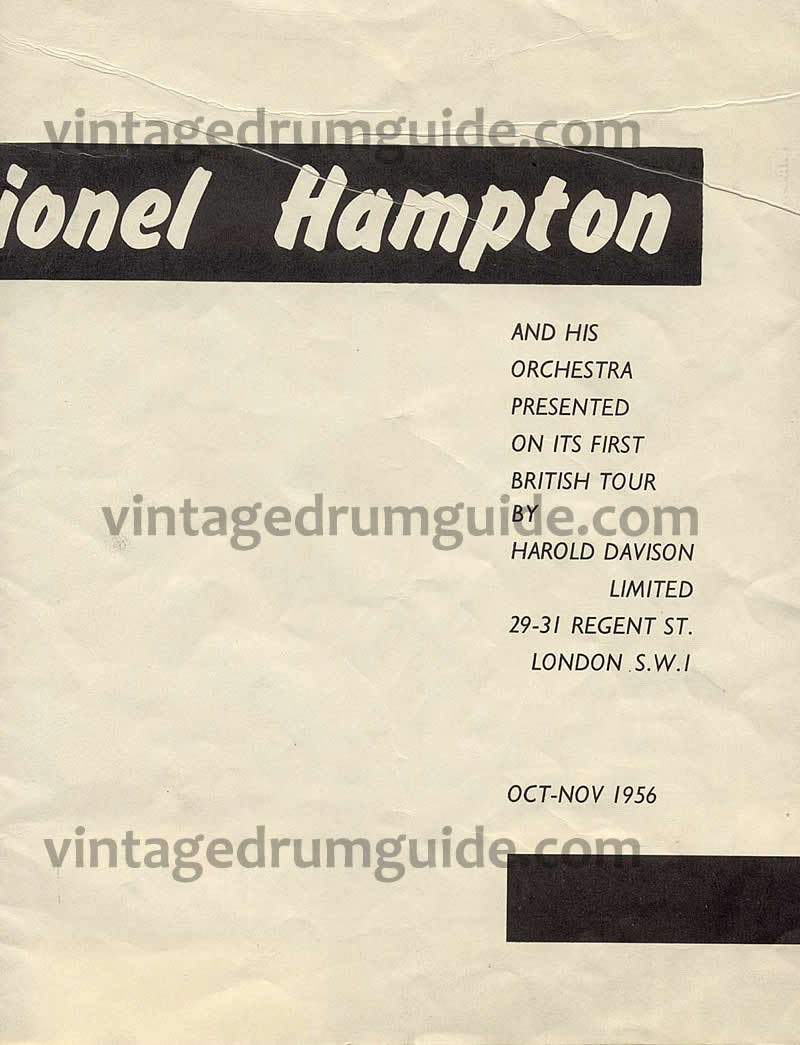 vintagedrumguide.com
ionel Hampton
AND HIS
ORCHESTRA
PRESENTED
ON ITS FIRST
BRITISH TOUR
vintagedrumguide.com
BY
HAROLD DAVISON
LIMITED
29-31 REGENT ST.
LONDON S.W.1
OCT-NOV 1956
vintagedrumguide.com